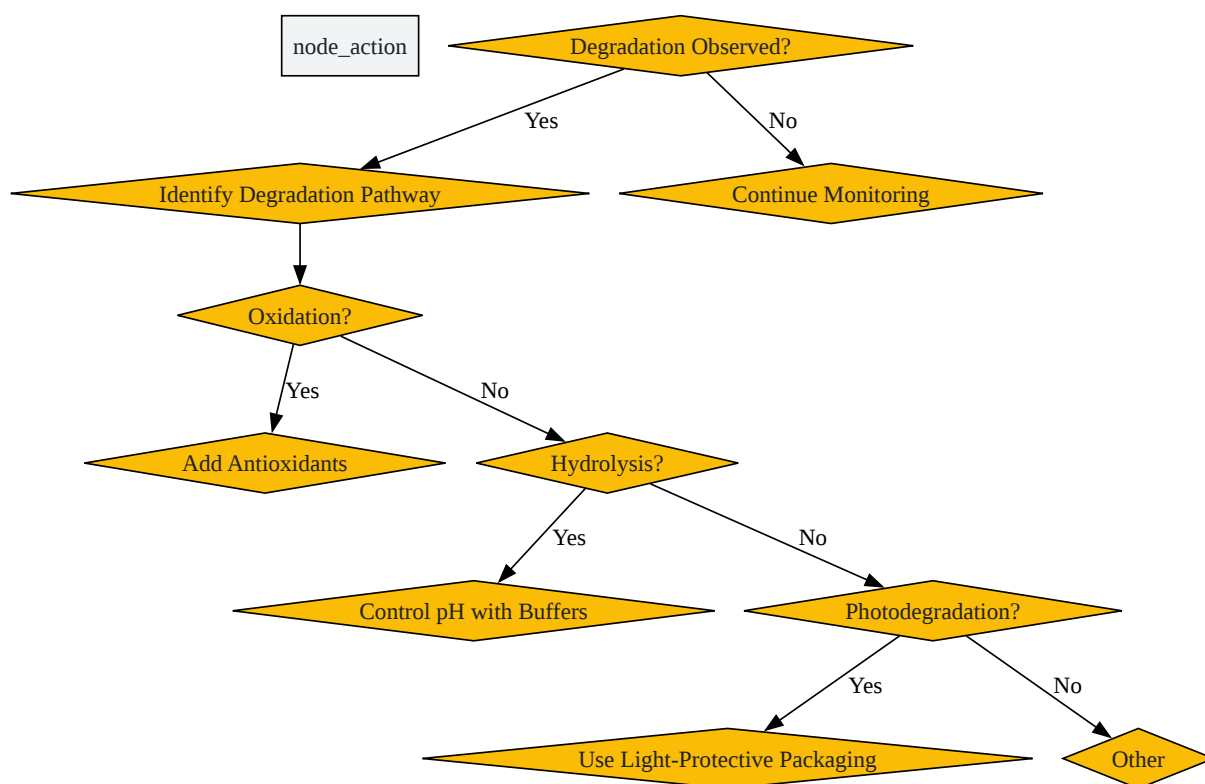 node_action
Degradation Observed?
Yes
No
Identify Degradation Pathway
Continue Monitoring
Oxidation?
Yes
No
Add Antioxidants
Hydrolysis?
Yes
No
Control pH with Buffers
Photodegradation?
Yes
No
Use Light-Protective Packaging
Other